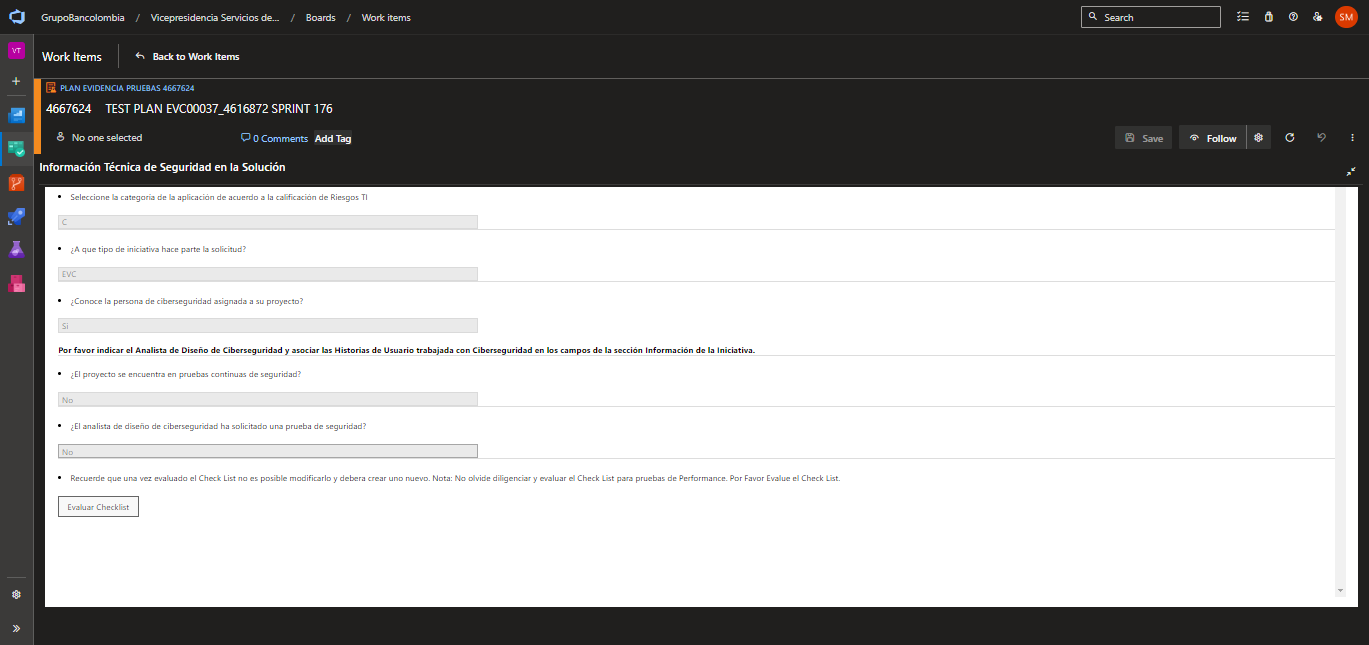 GrupoBancolombia / Vicepresidencia Servicios de... / Boards / Work items
Search
SM
VT
Work Items
Back to Work Items
PLAN EVIDENCIA PRUEBAS 4667624
4667624 TEST PLAN EVC00037_4616872 SPRINT 176
No one selected
0 Comments
Add Tag
Save
Follow
Información Técnica de Seguridad en la Solución
• Seleccione la categoría de la aplicación de acuerdo a la calificación de Riesgos TI
C
• ¿A que tipo de iniciativa hace parte la solicitud?
EVC
• ¿Conoce la persona de ciberseguridad asignada a su proyecto?
Si
Por favor indicar el Analista de Diseño de Ciberseguridad y asociar las Historias de Usuario trabajada con Ciberseguridad en los campos de la sección Información de la Iniciativa.
• ¿El proyecto se encuentra en pruebas continuas de seguridad?
No
• ¿El analista de diseño de ciberseguridad ha solicitado una prueba de seguridad?
No
• Recuerde que una vez evaluado el Check List no es posible modificarlo y debera crear uno nuevo. Nota: No olvide diligenciar y evaluar el Check List para pruebas de Performance. Por Favor Evalue el Check List.
Evaluar Checklist